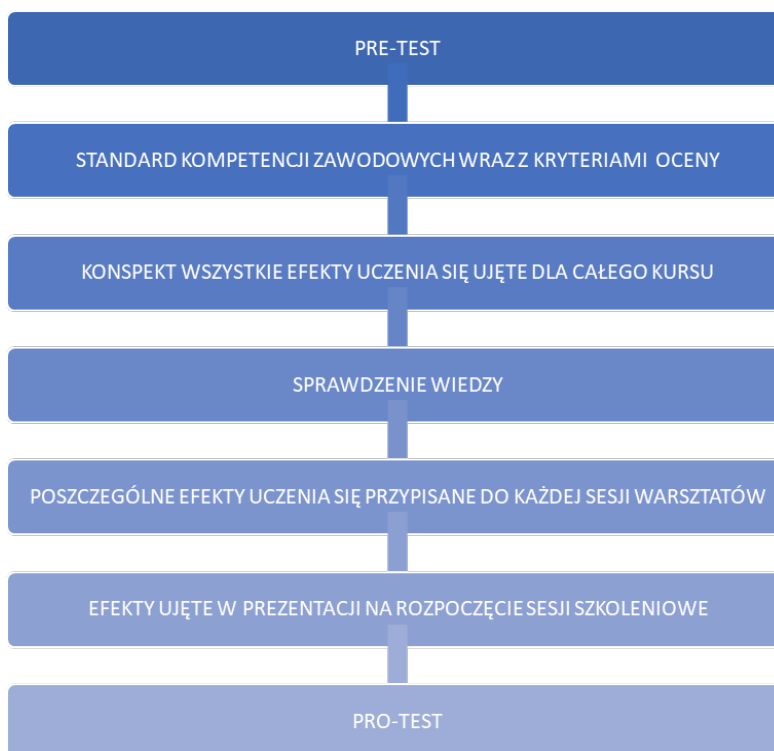 PRE-TEST
STANDARD KOMPETENCJI ZAWODOWYCH WRAZ Z KRYTERIAMI OCENY
KONSPEKT WSZYSTKIE EFEKTY UCZENIA SIĘ UJĘTE DLA CAŁEGO KURSU
SPRAWDZENIE WIEDZY
POSZCZEGÓLNE EFEKTY UCZENIA SIĘ PRZYPISANE DO KAŻDEJ SESJI WARSZTATÓW
EFEKTY UJĘTE W PREZENTACJI NA ROZPOCZĘCIE SESJI SZKOLENIOWE
PRO-TEST